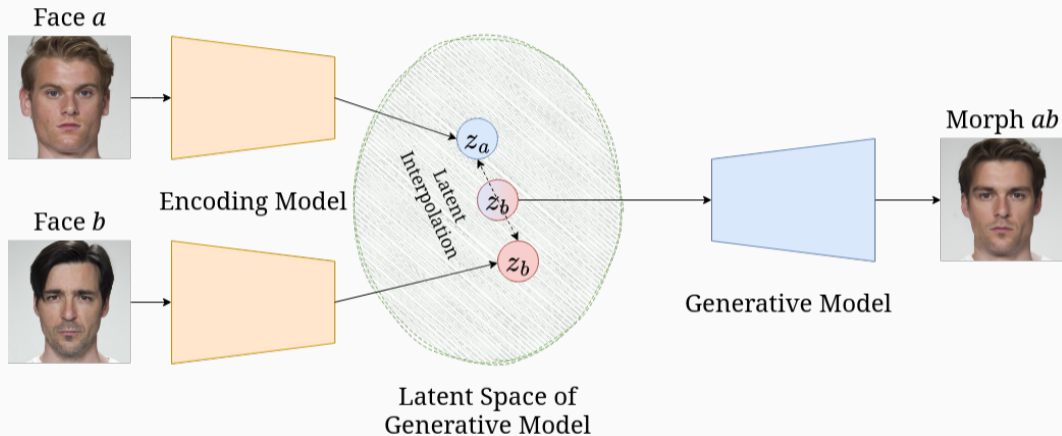 Face a
Face b
Encoding Model
z_a
z_b
z_b
Latent
Interpolation
Latent Space of
Generative Model
Generative Model
Morph ab